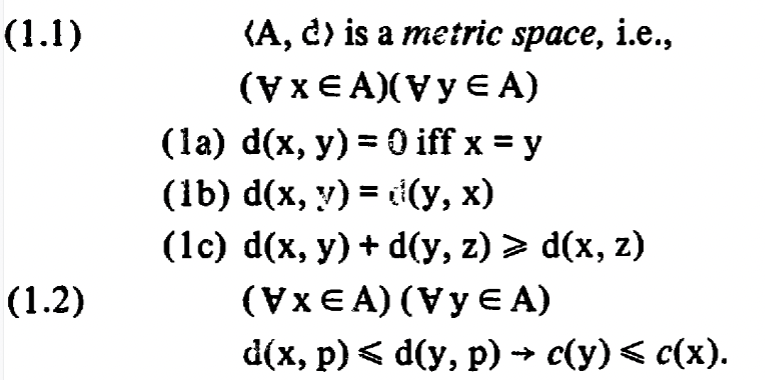 (1.1) ⟨A, d⟩ is a metric space, i.e.,
(∀ x ∈ A)(∀ y ∈ A)
(1a) d(x, y) = 0 iff x = y
(1b) d(x, y) = d(y, x)
(1c) d(x, y) + d(y, z) ⩾ d(x, z)
(1.2) (∀ x ∈ A) (∀ y ∈ A)
d(x, p) ⩽ d(y, p) → c(y) ⩽ c(x).